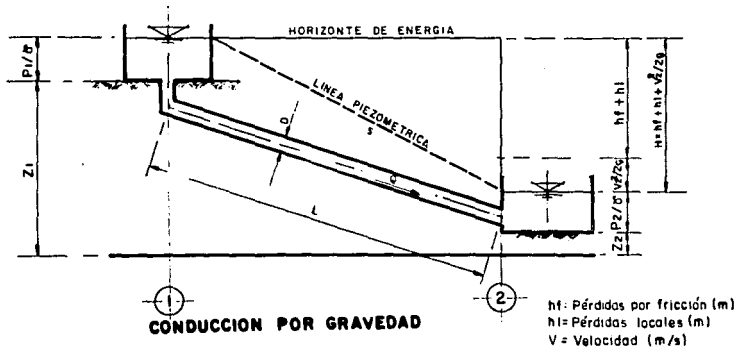 HORIZONTE DE ENERGIA
P1/γ
Z1
LINEA PIEZOMETRICA
S
D
Q
L
hf + hl
V₂²/2g
P2/γ
Z2
H = hf + hl + V₂²/2g
1
2
CONDUCCION POR GRAVEDAD
hf: Pérdidas por fricción (m)
hl= Pérdidas locales (m)
V = Velocidad (m/s)